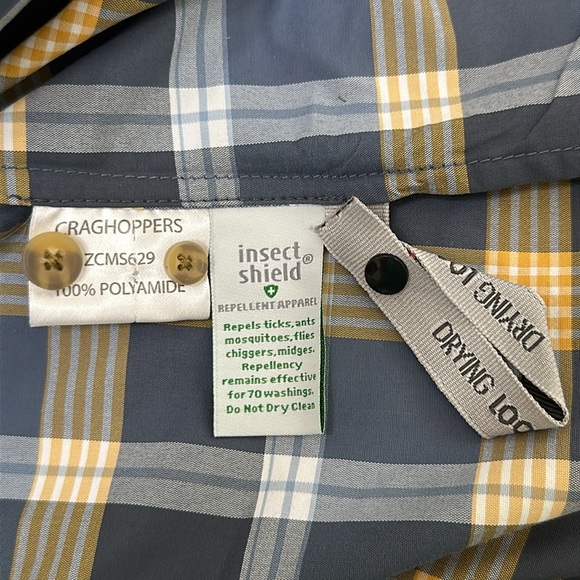 CRAGHOPPERS
ZCMS629
100% POLYAMIDE
insect
shield®
REPELLENT APPAREL
Repels ticks, ants
mosquitoes, flies
chiggers, midges.
Repellency
remains effective
for 70 washings.
Do Not Dry Clean
DRYING LOO
DRYING LO